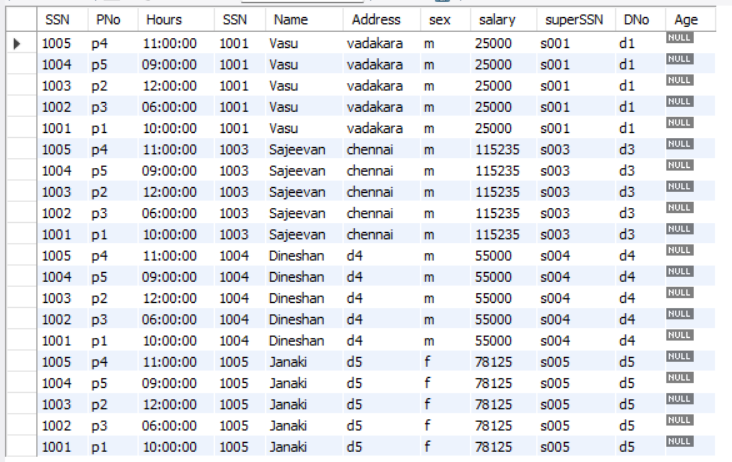 SSN PNo Hours SSN Name Address sex salary superSSN DNo Age
1005 p4 11:00:00 1001 Vasu vadakara m 25000 s001 d1 NULL
1004 p5 09:00:00 1001 Vasu vadakara m 25000 s001 d1 NULL
1003 p2 12:00:00 1001 Vasu vadakara m 25000 s001 d1 NULL
1002 p3 06:00:00 1001 Vasu vadakara m 25000 s001 d1 NULL
1001 p1 10:00:00 1001 Vasu vadakara m 25000 s001 d1 NULL
1005 p4 11:00:00 1003 Sajeevan chennai m 115235 s003 d3 NULL
1004 p5 09:00:00 1003 Sajeevan chennai m 115235 s003 d3 NULL
1003 p2 12:00:00 1003 Sajeevan chennai m 115235 s003 d3 NULL
1002 p3 06:00:00 1003 Sajeevan chennai m 115235 s003 d3 NULL
1001 p1 10:00:00 1003 Sajeevan chennai m 115235 s003 d3 NULL
1005 p4 11:00:00 1004 Dineshan d4 m 55000 s004 d4 NULL
1004 p5 09:00:00 1004 Dineshan d4 m 55000 s004 d4 NULL
1003 p2 12:00:00 1004 Dineshan d4 m 55000 s004 d4 NULL
1002 p3 06:00:00 1004 Dineshan d4 m 55000 s004 d4 NULL
1001 p1 10:00:00 1004 Dineshan d4 m 55000 s004 d4 NULL
1005 p4 11:00:00 1005 Janaki d5 f 78125 s005 d5 NULL
1004 p5 09:00:00 1005 Janaki d5 f 78125 s005 d5 NULL
1003 p2 12:00:00 1005 Janaki d5 f 78125 s005 d5 NULL
1002 p3 06:00:00 1005 Janaki d5 f 78125 s005 d5 NULL
1001 p1 10:00:00 1005 Janaki d5 f 78125 s005 d5 NULL